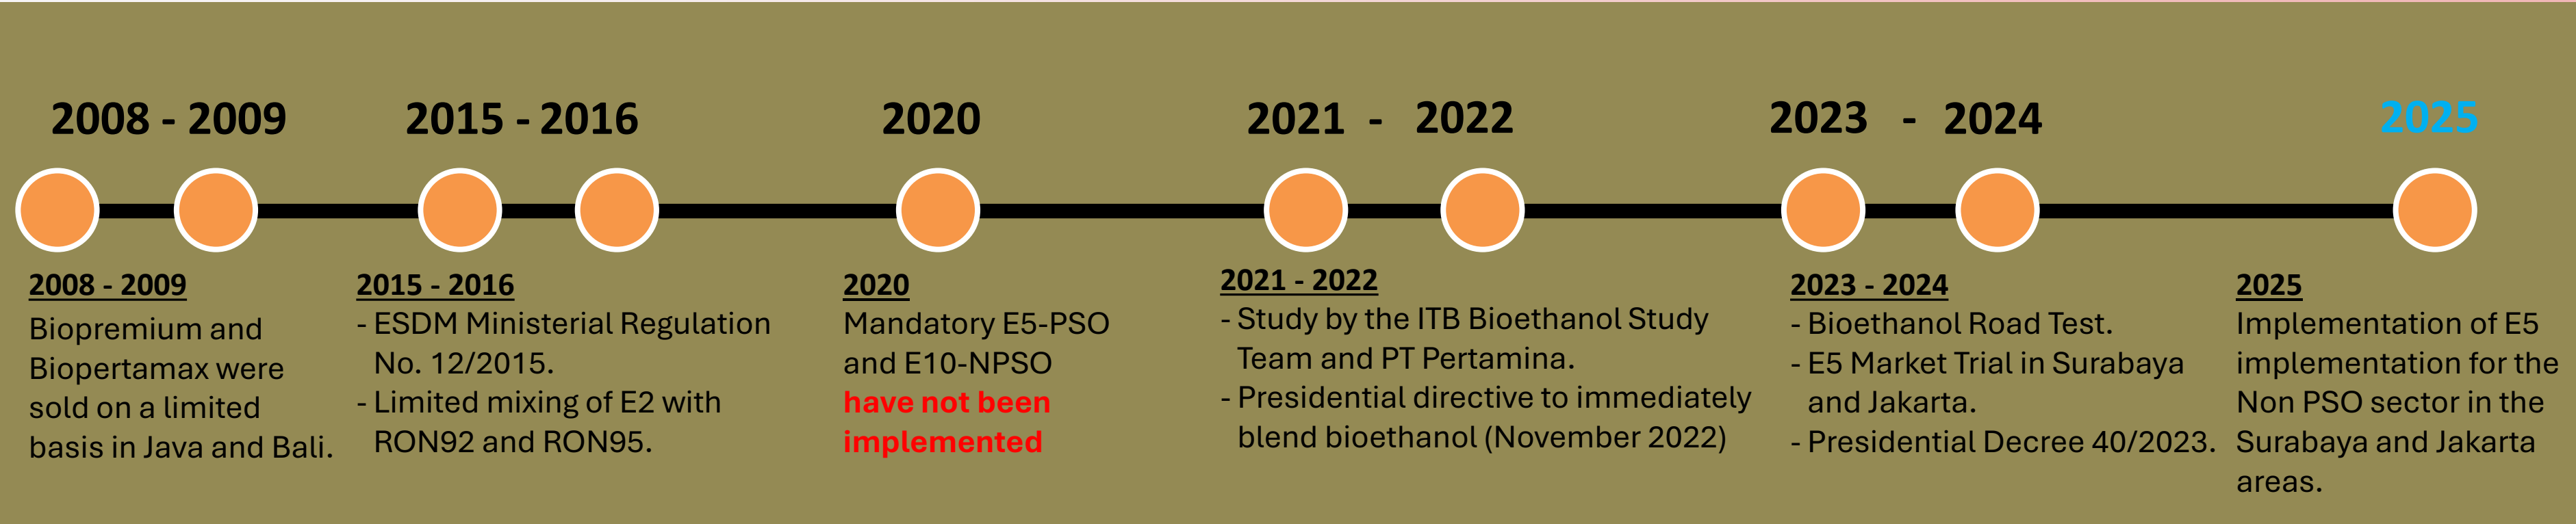 2008 - 2009
2015 - 2016
2020
2021 - 2022
2023 - 2024
2025
2008 - 2009
Biopremium and
Biopertamax were
sold on a limited
basis in Java and Bali.
2015 - 2016
- ESDM Ministerial Regulation
No. 12/2015.
- Limited mixing of E2 with
RON92 and RON95.
2020
Mandatory E5-PSO
and E10-NPSO
have not been
implemented
2021 - 2022
- Study by the ITB Bioethanol Study
Team and PT Pertamina.
- Presidential directive to immediately
blend bioethanol (November 2022)
2023 - 2024
- Bioethanol Road Test.
- E5 Market Trial in Surabaya
and Jakarta.
- Presidential Decree 40/2023.
2025
Implementation of E5
implementation for the
Non PSO sector in the
Surabaya and Jakarta
areas.